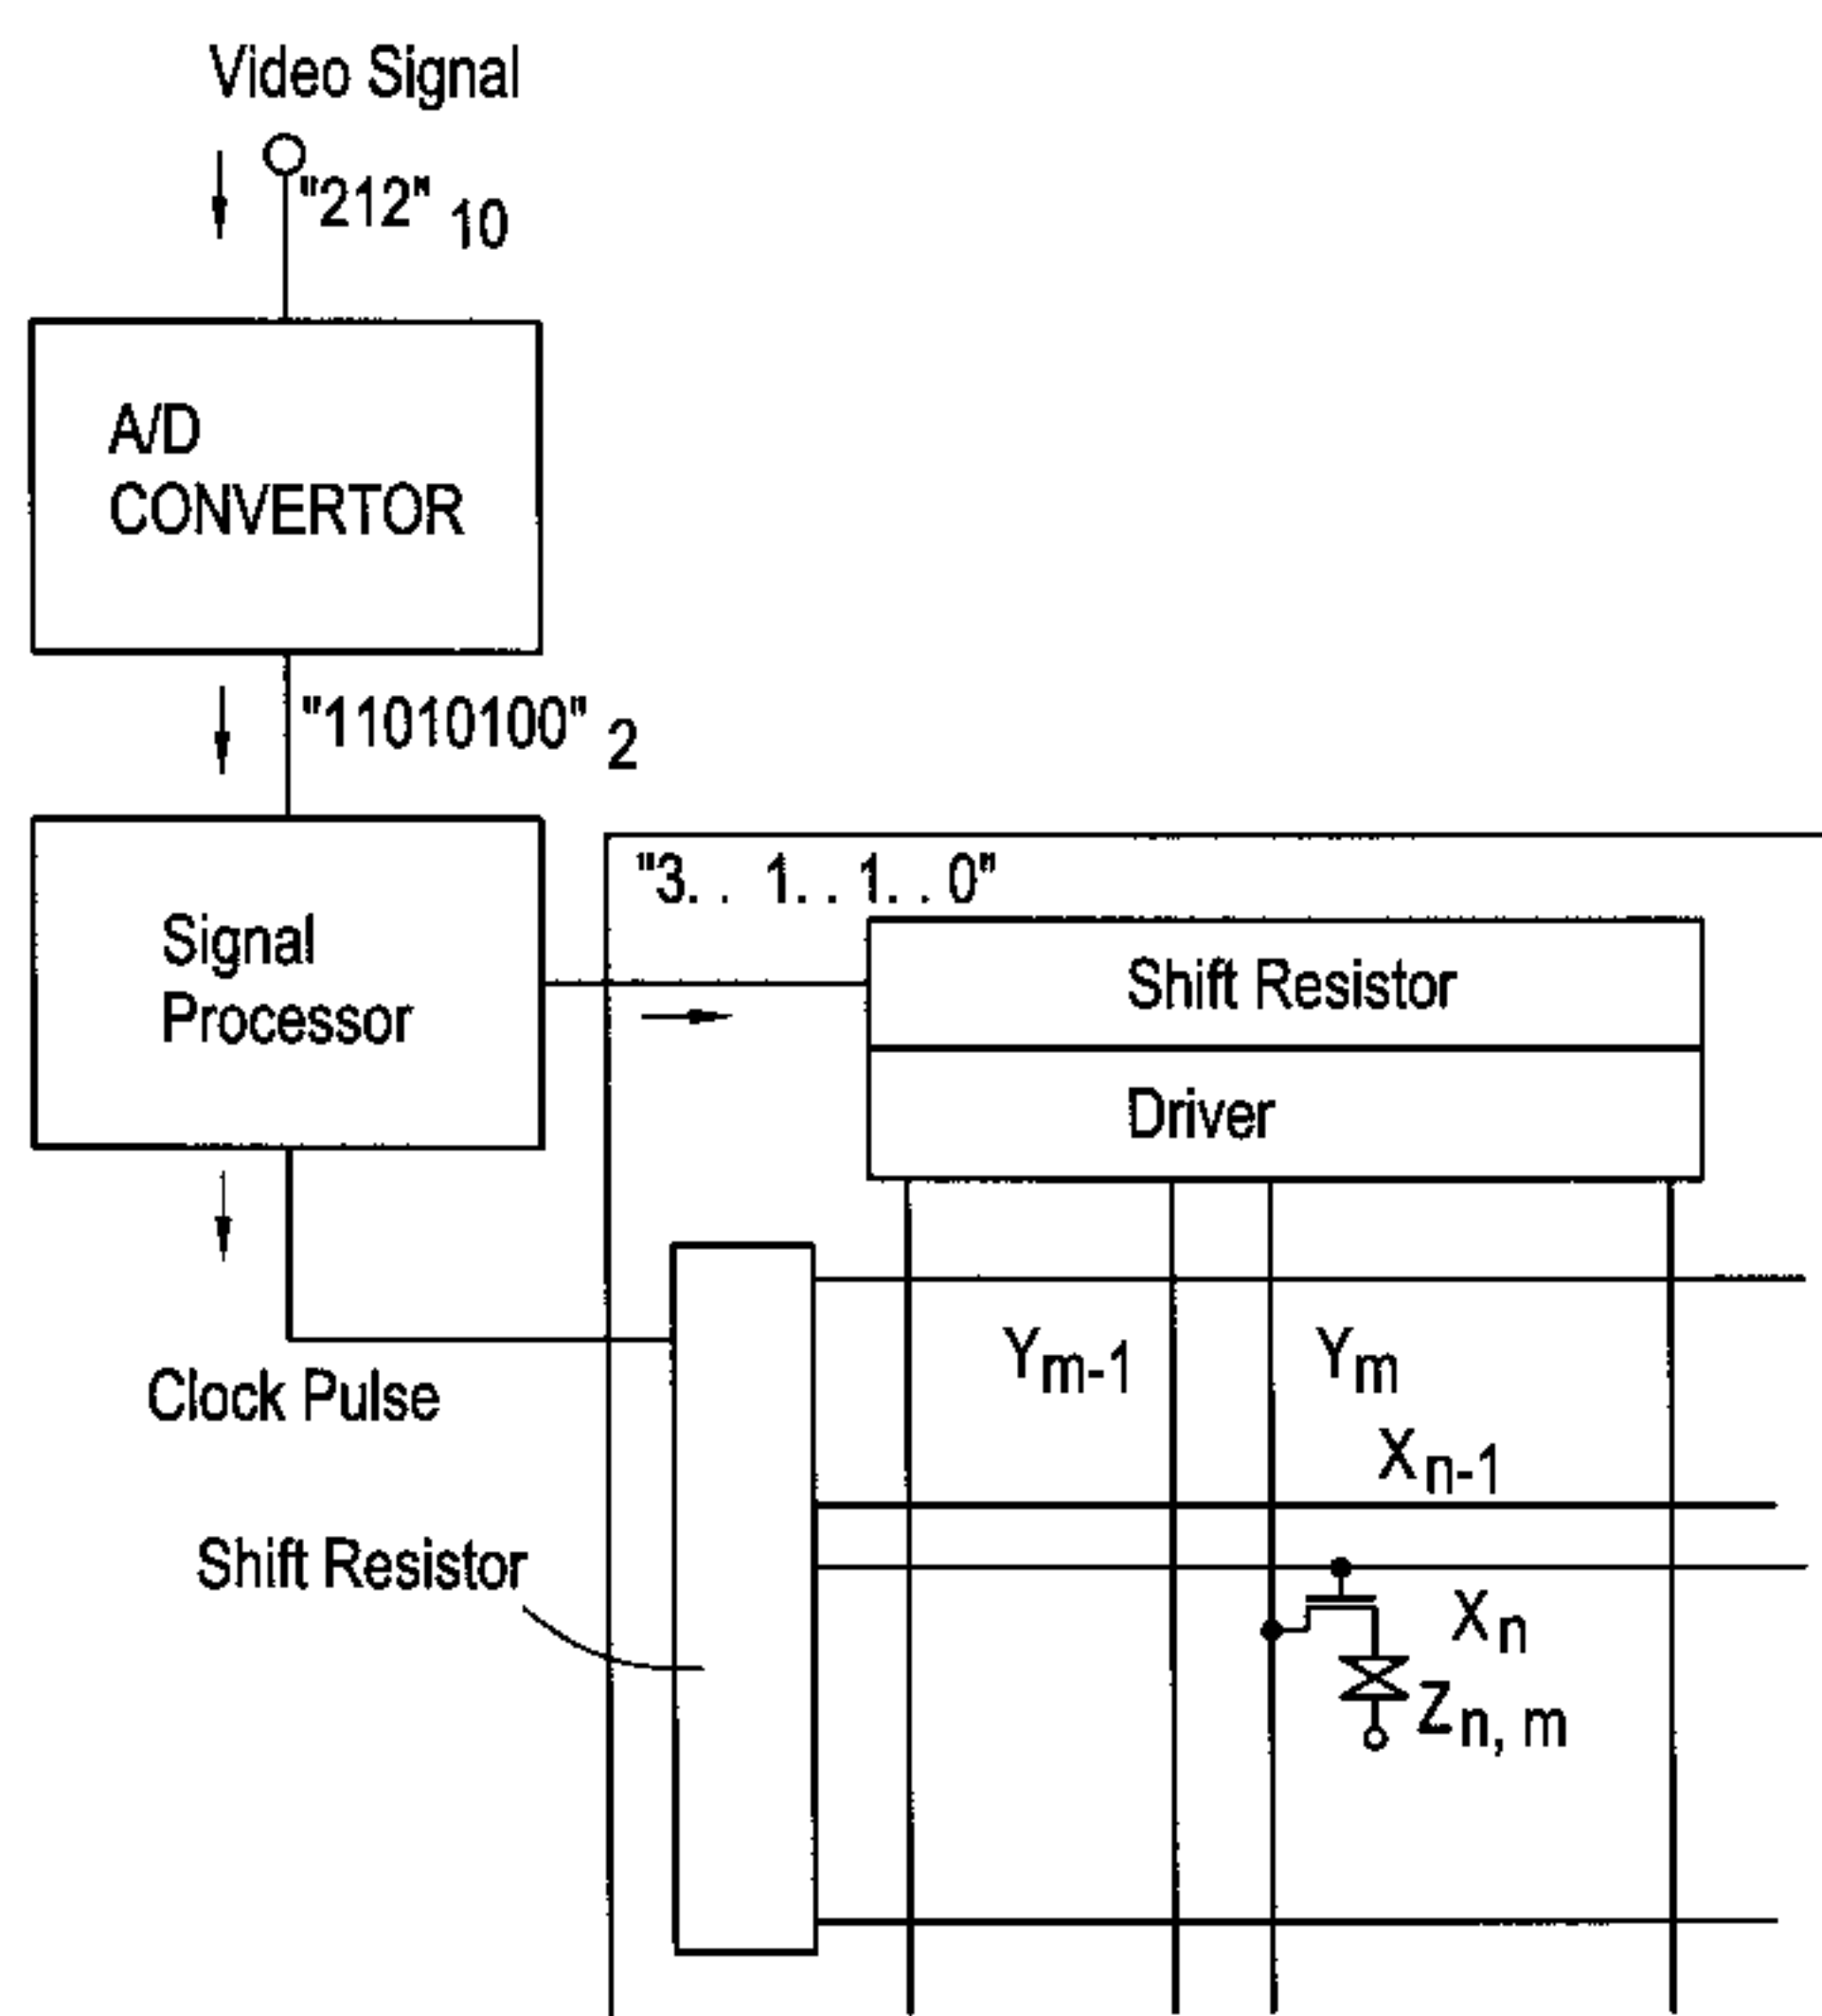 Video Signal
"212" 10
A/D
CONVERTOR
"11010100" 2
Signal
Processor
"3. . 1. . 1. . 0"
Shift Resistor
Driver
Clock Pulse
Ym-1
Ym
Xn-1
Shift Resistor
Xn
Zn, m